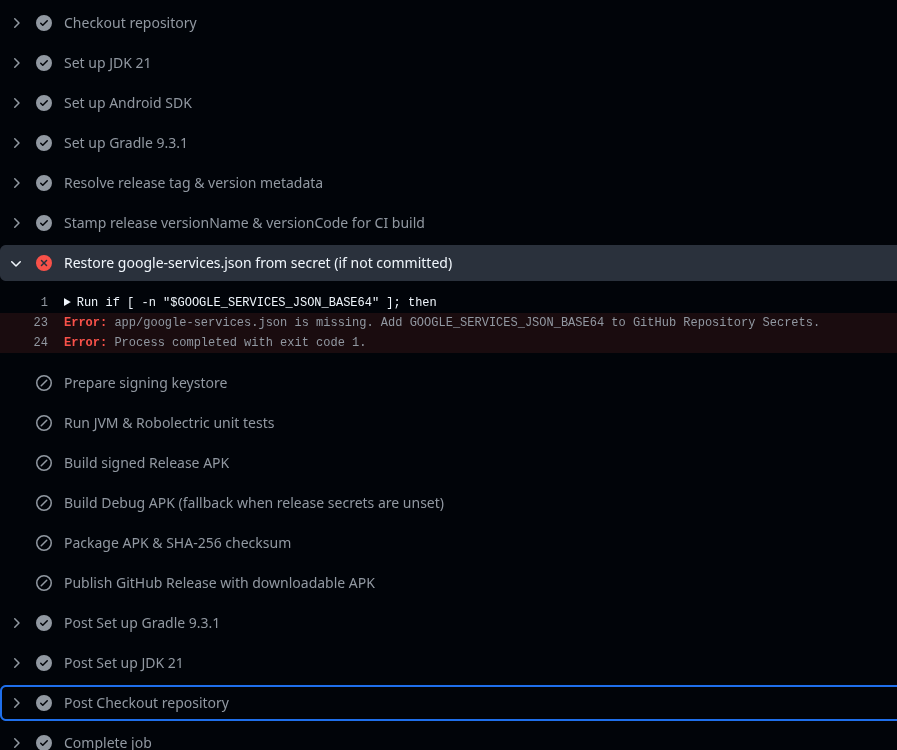 Checkout repository
Set up JDK 21
Set up Android SDK
Set up Gradle 9.3.1
Resolve release tag & version metadata
Stamp release versionName & versionCode for CI build
Restore google-services.json from secret (if not committed)
1 Run if [ -n "$GOOGLE_SERVICES_JSON_BASE64" ]; then
23 Error: app/google-services.json is missing. Add GOOGLE_SERVICES_JSON_BASE64 to GitHub Repository Secrets.
24 Error: Process completed with exit code 1.
Prepare signing keystore
Run JVM & Robolectric unit tests
Build signed Release APK
Build Debug APK (fallback when release secrets are unset)
Package APK & SHA-256 checksum
Publish GitHub Release with downloadable APK
Post Set up Gradle 9.3.1
Post Set up JDK 21
Post Checkout repository
Complete job